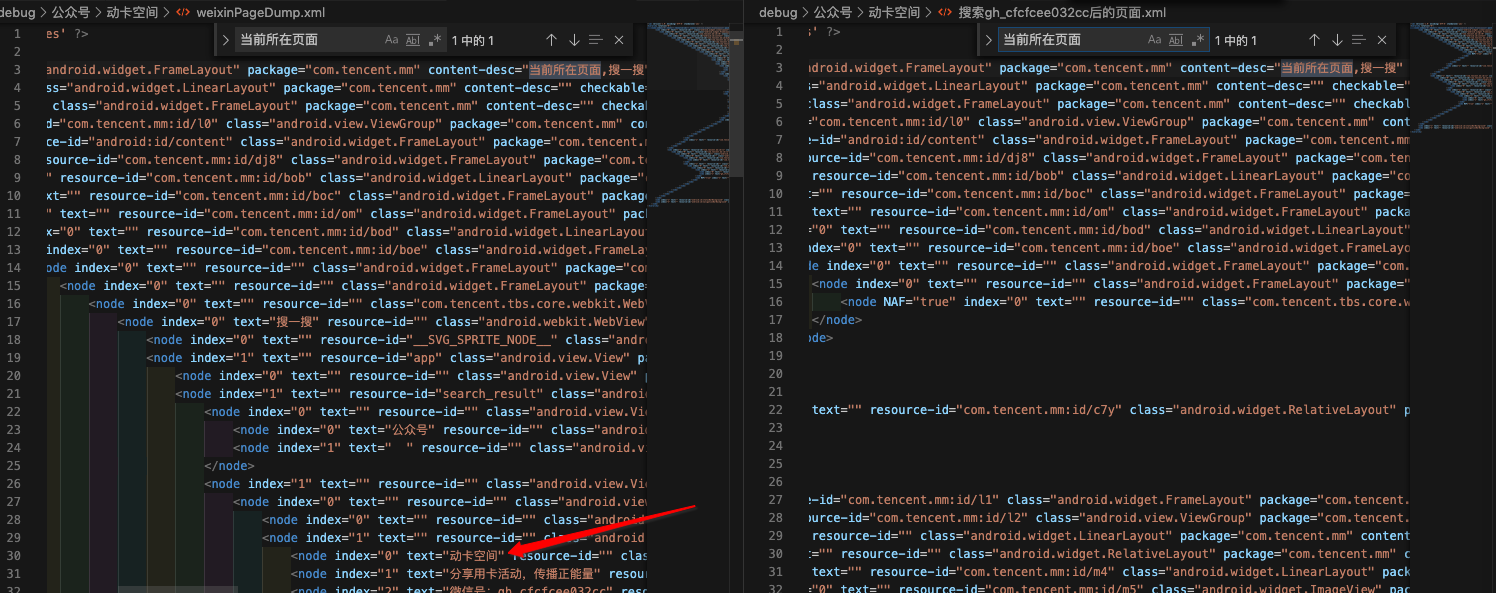 debug > 公众号 > 动卡空间 > weixinPageDump.xml
当前所在页面 Aa Abl .* 1 中的 1
1 es' ?>
2
3 android.widget.FrameLayout" package="com.tencent.mm" content-desc="当前所在页面,搜一搜"
4 ss="android.widget.LinearLayout" package="com.tencent.mm" content-desc="" checkable=
5 class="android.widget.FrameLayout" package="com.tencent.mm" content-desc="" checkab
6 d="com.tencent.mm:id/l0" class="android.view.ViewGroup" package="com.tencent.mm" con
7 ce-id="android:id/content" class="android.widget.FrameLayout" package="com.tencent.m
8 source-id="com.tencent.mm:id/dj8" class="android.widget.FrameLayout" package="com.te
9 " resource-id="com.tencent.mm:id/bob" class="android.widget.LinearLayout" package="
10 xt="" resource-id="com.tencent.mm:id/boc" class="android.widget.FrameLayout" package
11 " text="" resource-id="com.tencent.mm:id/om" class="android.widget.FrameLayout" pac
12 x="0" text="" resource-id="com.tencent.mm:id/bod" class="android.widget.LinearLayou
13 index="0" text="" resource-id="com.tencent.mm:id/boe" class="android.widget.FrameLa
14 ode index="0" text="" resource-id="" class="android.widget.FrameLayout" package="co
15 <node index="0" text="" resource-id="" class="android.widget.FrameLayout" package=
16 <node index="0" text="" resource-id="" class="com.tencent.tbs.core.webkit.WebV
17 <node index="0" text="搜一搜" resource-id="" class="android.webkit.WebView"
18 <node index="0" text="" resource-id="__SVG_SPRITE_NODE__" class="andr
19 <node index="1" text="" resource-id="app" class="android.view.View" pa
20 <node index="0" text="" resource-id="" class="android.view.View"
21 <node index="1" text="" resource-id="search_result" class="androi
22 <node index="0" text="" resource-id="" class="android.view.Vi
23 <node index="0" text="公众号" resource-id="" class="androi
24 <node index="1" text="  " resource-id="" class="android.v
25 </node>
26 <node index="1" text="" resource-id="" class="android.view.Vi
27 <node index="0" text="" resource-id="" class="android.vie
28 <node index="0" text="" resource-id="" class="android
29 <node index="1" text="" resource-id="" class="android
30 <node index="0" text="动卡空间" resource-id="" clas
31 <node index="1" text="分享用卡活动，传播正能量" resour
32 <node index="2" text="微信号：gh_cfcfcee032cc" reso
debug > 公众号 > 动卡空间 > 搜索gh_cfcfcee032cc后的页面.xml
当前所在页面 Aa Abl .* 1 中的 1
1 s' ?>
2
3 android.widget.FrameLayout" package="com.tencent.mm" content-desc="当前所在页面,搜一搜"
4 s="android.widget.LinearLayout" package="com.tencent.mm" content-desc="" checkable="
5 class="android.widget.FrameLayout" package="com.tencent.mm" content-desc="" checkabl
6 ="com.tencent.mm:id/l0" class="android.view.ViewGroup" package="com.tencent.mm" cont
7 e-id="android:id/content" class="android.widget.FrameLayout" package="com.tencent.mm
8 ource-id="com.tencent.mm:id/dj8" class="android.widget.FrameLayout" package="com.ten
9 resource-id="com.tencent.mm:id/bob" class="android.widget.LinearLayout" package="co
10 t="" resource-id="com.tencent.mm:id/boc" class="android.widget.FrameLayout" package=
11 text="" resource-id="com.tencent.mm:id/om" class="android.widget.FrameLayout" packa
12 ="0" text="" resource-id="com.tencent.mm:id/bod" class="android.widget.LinearLayout"
13 ndex="0" text="" resource-id="com.tencent.mm:id/boe" class="android.widget.FrameLayo
14 de index="0" text="" resource-id="" class="android.widget.FrameLayout" package="com.
15 <node index="0" text="" resource-id="" class="android.widget.FrameLayout" package="
16 <node NAF="true" index="0" text="" resource-id="" class="com.tencent.tbs.core.w
17 </node>
18 ode>
19
20
21
22 text="" resource-id="com.tencent.mm:id/c7y" class="android.widget.RelativeLayout" p
23
24
25
26
27 e-id="com.tencent.mm:id/l1" class="android.widget.FrameLayout" package="com.tencent.
28 ource-id="com.tencent.mm:id/l2" class="android.view.ViewGroup" package="com.tencent.
29 resource-id="" class="android.widget.LinearLayout" package="com.tencent.mm" content
30 ="" resource-id="" class="android.widget.RelativeLayout" package="com.tencent.mm" c
31 text="" resource-id="com.tencent.mm:id/m4" class="android.widget.LinearLayout" pack
32 ="0" text="" resource-id="com.tencent.mm:id/m5" class="android.widget.ImageView" pac